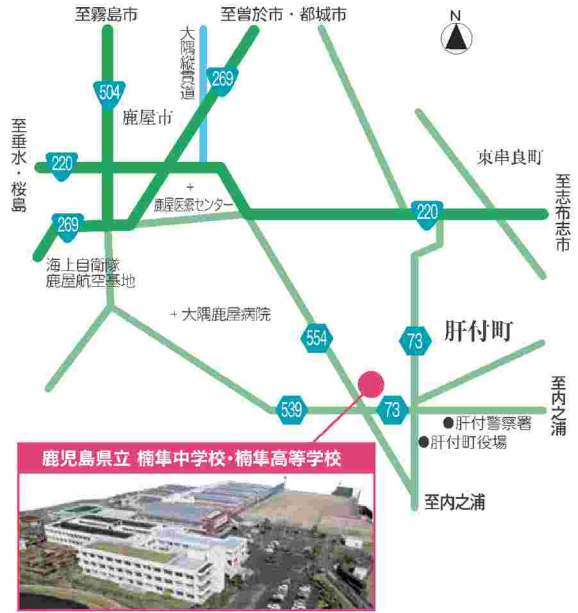 至霧島市
至曽於市・都城市
N
大隅縦貫道
269
504
鹿屋市
至垂水・桜島
220
東串良町
鹿屋医療センター
220
至志布志市
269
海上自衛隊
鹿屋航空基地
大隅鹿屋病院
554
73
肝付町
539
73
至内之浦
肝付警察署
肝付町役場
鹿児島県立 楠隼中学校・楠隼高等学校
至内之浦